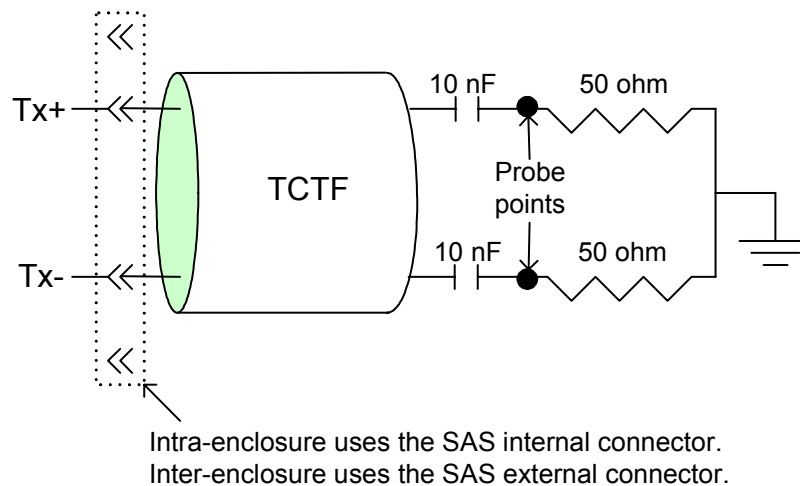 10 nF
50 ohm
Tx+
TCTF
Probe
points
10 nF
50 ohm
Tx-
Intra-enclosure uses the SAS internal connector.
Inter-enclosure uses the SAS external connector.